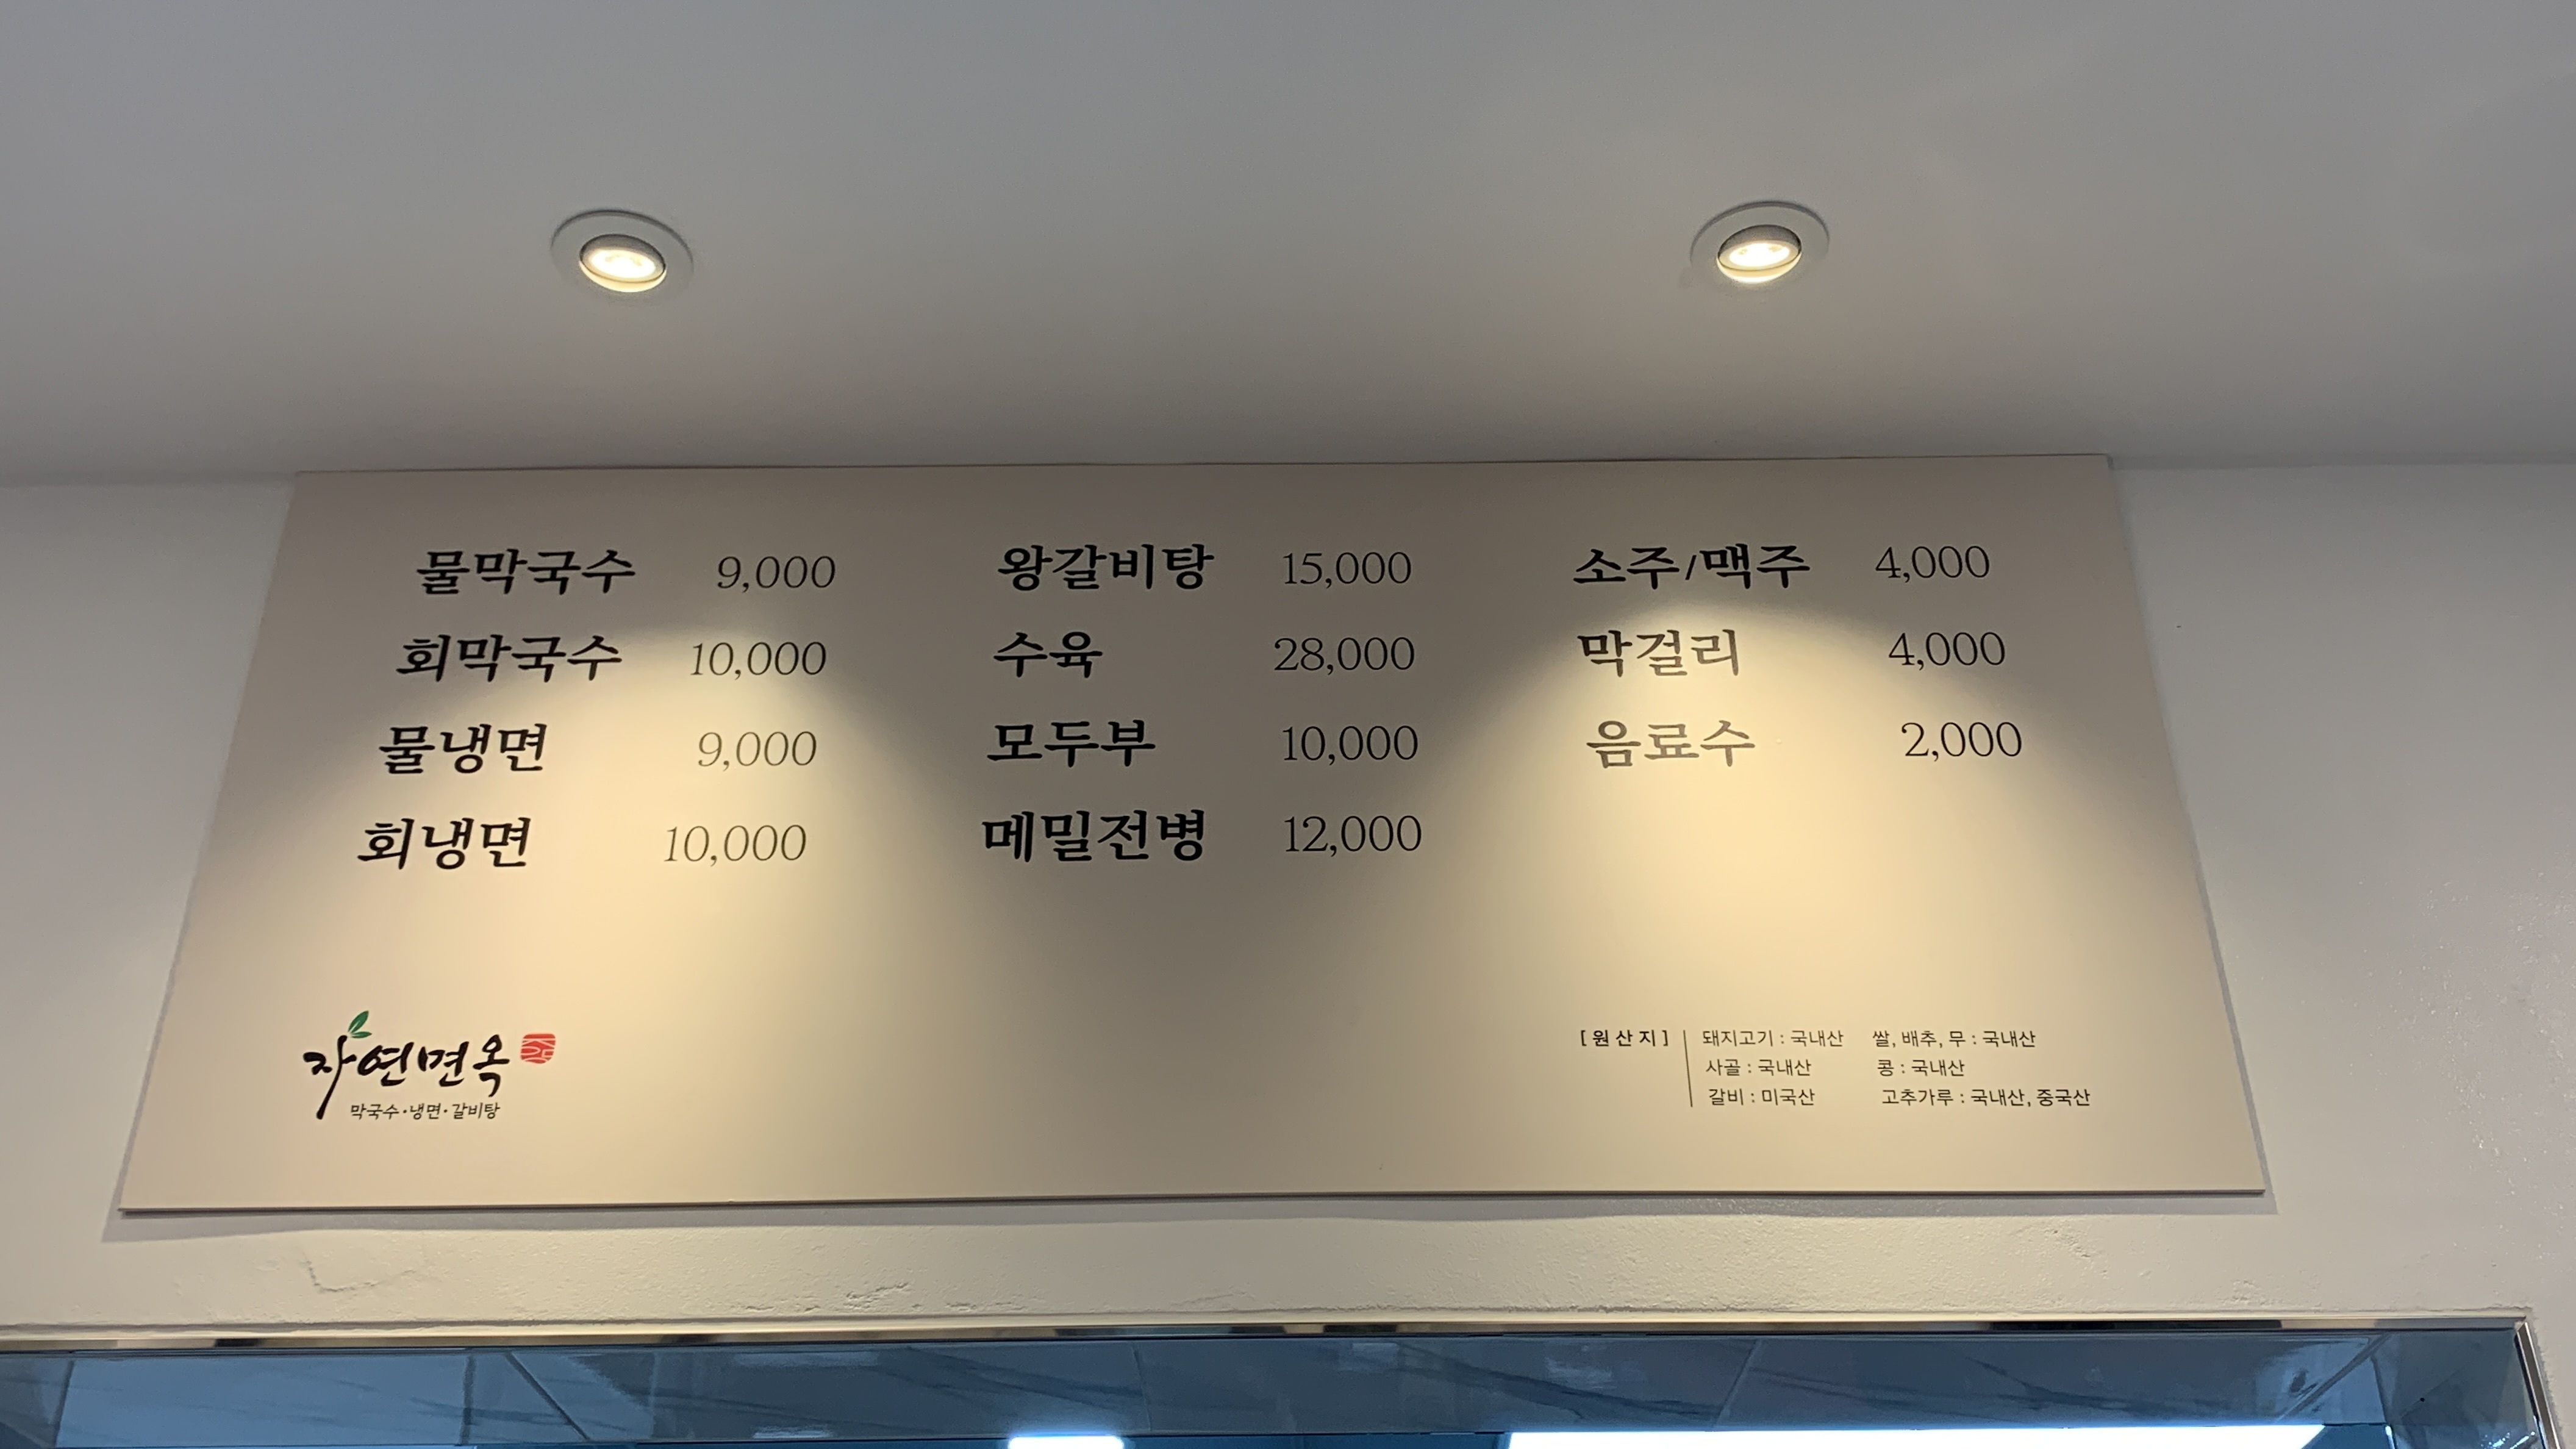 물막국수 9,000
회막국수 10,000
물냉면 9,000
회냉면 10,000
왕갈비탕 15,000
수육 28,000
모두부 10,000
메밀전병 12,000
소주/맥주 4,000
막걸리 4,000
음료수 2,000
자연면옥
막국수·냉면·갈비탕
[원산지] 돼지고기 : 국내산 쌀, 배추, 무 : 국내산
사골 : 국내산 콩 : 국내산
갈비 : 미국산 고추가루 : 국내산, 중국산